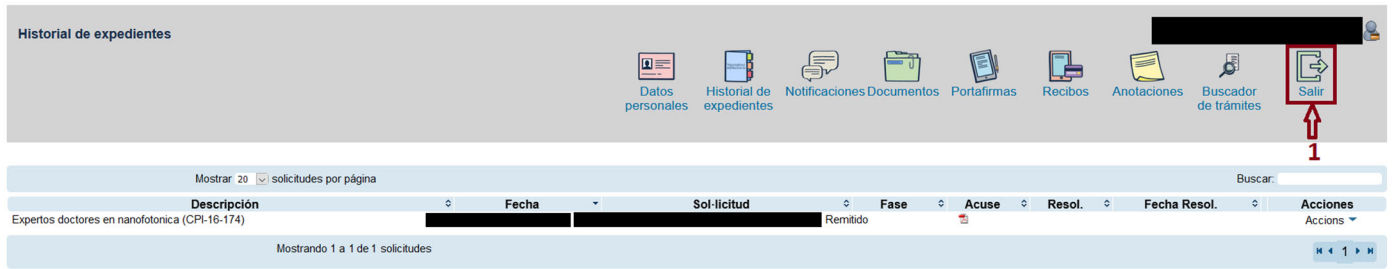 Historial de expedientes
Datos personales
Historial de expedientes
Notificaciones
Documentos
Portafirmas
Recibos
Anotaciones
Buscador de trámites
Salir
1
Mostrar 20 solicitudes por página
Buscar:
Descripción Fecha Sol·licitud Fase Acuse Resol. Fecha Resol. Acciones
Expertos doctores en nanofotonica (CPI-16-174) Remitido Accions
Mostrando 1 a 1 de 1 solicitudes
1